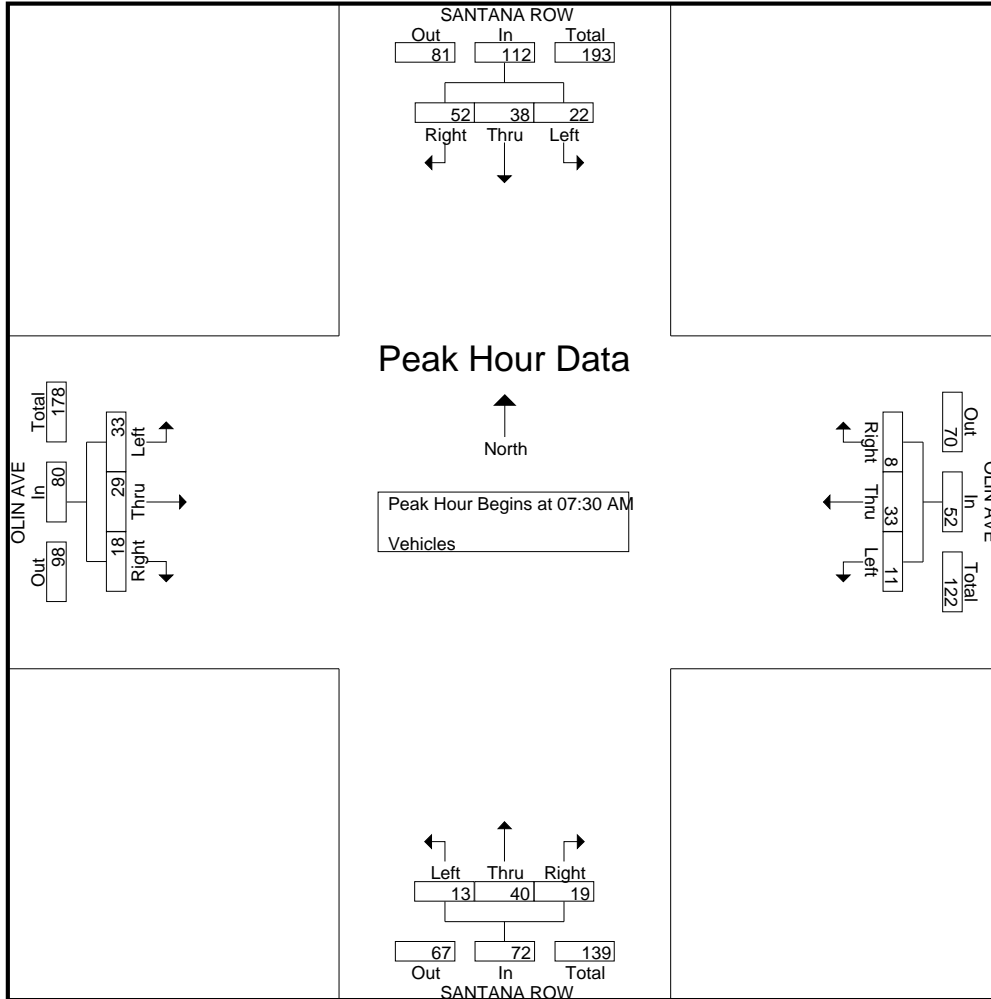 SANTANA ROW
Out In Total
81 112 193
52 38 22
Right Thru Left
Peak Hour Data
North
Peak Hour Begins at 07:30 AM
Vehicles
OLIN AVE
Out In Total
98 80 178
Left Thru Right
33 29 18
OLIN AVE
Out In Total
70 52 122
Right Thru Left
8 33 11
Left Thru Right
13 40 19
67 72 139
Out In Total
SANTANA ROW